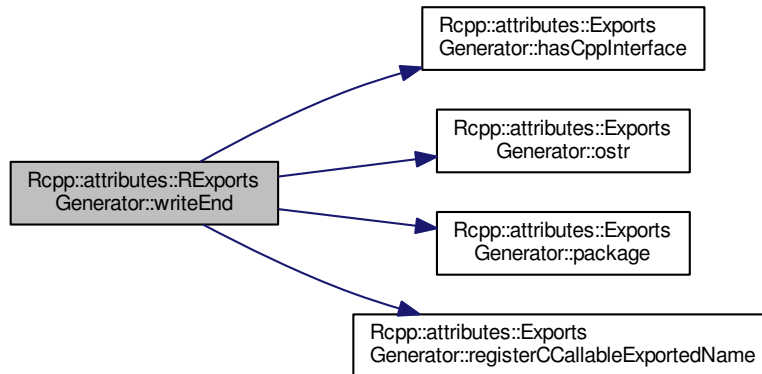 Rcpp::attributes::RExports
Generator::writeEnd
Rcpp::attributes::Exports
Generator::hasCppInterface
Rcpp::attributes::Exports
Generator::ostr
Rcpp::attributes::Exports
Generator::package
Rcpp::attributes::Exports
Generator::registerCCallableExportedName